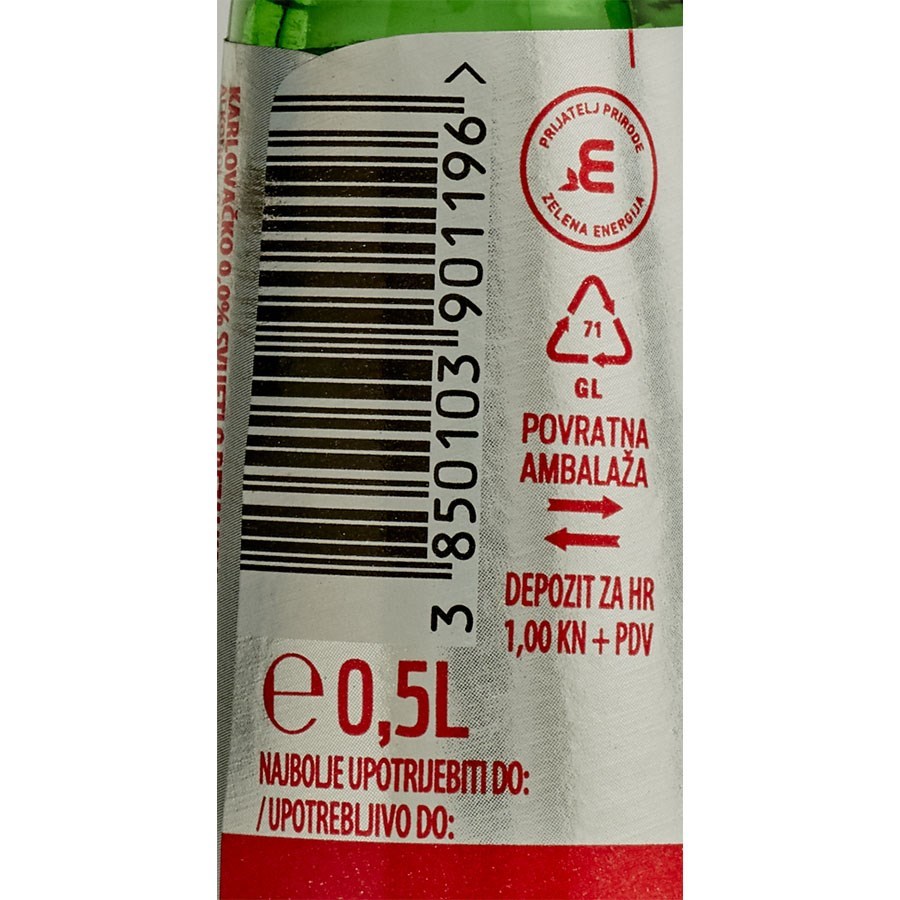 KARLOVAČKO 0,0% SVIJETLO
3 850103 901196 >
PRIJATELJ PRIRODE
ZELENA ENERGIJA
71
GL
POVRATNA
AMBALAŽA
DEPOZIT ZA HR
1,00 KN + PDV
e 0,5L
NAJBOLJE UPOTRIJEBITI DO:
/ UPOTREBLJIVO DO: